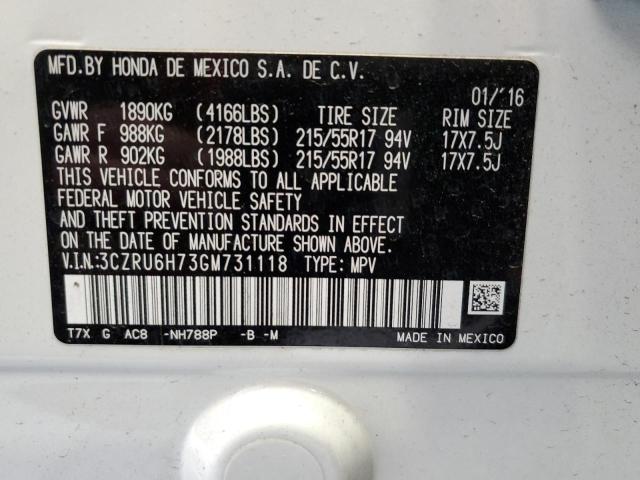 MFD.BY HONDA DE MEXICO S.A. DE C.V.
01/'16
GVWR 1890KG (4166LBS) TIRE SIZE RIM SIZE
GAWR F 988KG (2178LBS) 215/55R17 94V 17X7.5J
GAWR R 902KG (1988LBS) 215/55R17 94V 17X7.5J
THIS VEHICLE CONFORMS TO ALL APPLICABLE
FEDERAL MOTOR VEHICLE SAFETY
AND THEFT PREVENTION STANDARDS IN EFFECT
ON THE DATE OF MANUFACTURE SHOWN ABOVE.
V.I.N.:3CZRU6H73GM731118 TYPE: MPV
T7X G AC8 -NH788P -B -M
MADE IN MEXICO